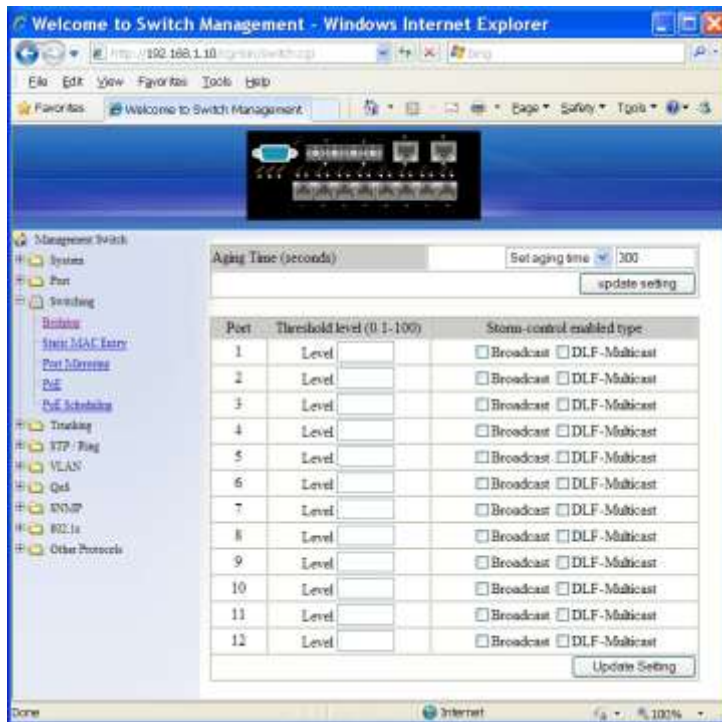 Welcome to Switch Management - Windows Internet Explorer
http://192.168.1.10
bing
File Edit View Favorites Tools Help
Favorites Welcome to Switch Management Page Safety Tools
Management Switch
System
Port
Switching
Bridging
Static MAC Entry
Port Mirroring
PoE
PoE Scheduling
Trunking
STP / Ring
VLAN
QoS
SNMP
802.1x
Other Protocols
Aging Time (seconds) Set aging time 300
update setting
Port Threshold level (0.1-100) Storm-control enabled type
1 Level Broadcast DLF-Multicast
2 Level Broadcast DLF-Multicast
3 Level Broadcast DLF-Multicast
4 Level Broadcast DLF-Multicast
5 Level Broadcast DLF-Multicast
6 Level Broadcast DLF-Multicast
7 Level Broadcast DLF-Multicast
8 Level Broadcast DLF-Multicast
9 Level Broadcast DLF-Multicast
10 Level Broadcast DLF-Multicast
11 Level Broadcast DLF-Multicast
12 Level Broadcast DLF-Multicast
Update Setting
Done Internet 100%